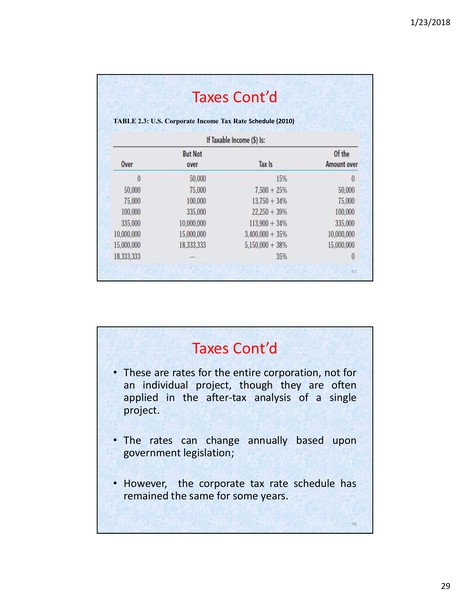 1/23/2018
Taxes Cont’d
TABLE 2.3: U.S. Corporate Income Tax Rate Schedule (2010)
If Taxable Income ($) Is:
But Not Of the
Over over Tax Is Amount over
0 50,000 15% 0
50,000 75,000 7,500 + 25% 50,000
75,000 100,000 13,750 + 34% 75,000
100,000 335,000 22,250 + 39% 100,000
335,000 10,000,000 113,900 + 34% 335,000
10,000,000 15,000,000 3,400,000 + 35% 10,000,000
15,000,000 18,333,333 5,150,000 + 38% 15,000,000
18,333,333 — 35% 0
Taxes Cont’d
• These are rates for the entire corporation, not for
an individual project, though they are often
applied in the after-tax analysis of a single
project.
• The rates can change annually based upon
government legislation;
• However, the corporate tax rate schedule has
remained the same for some years.
29